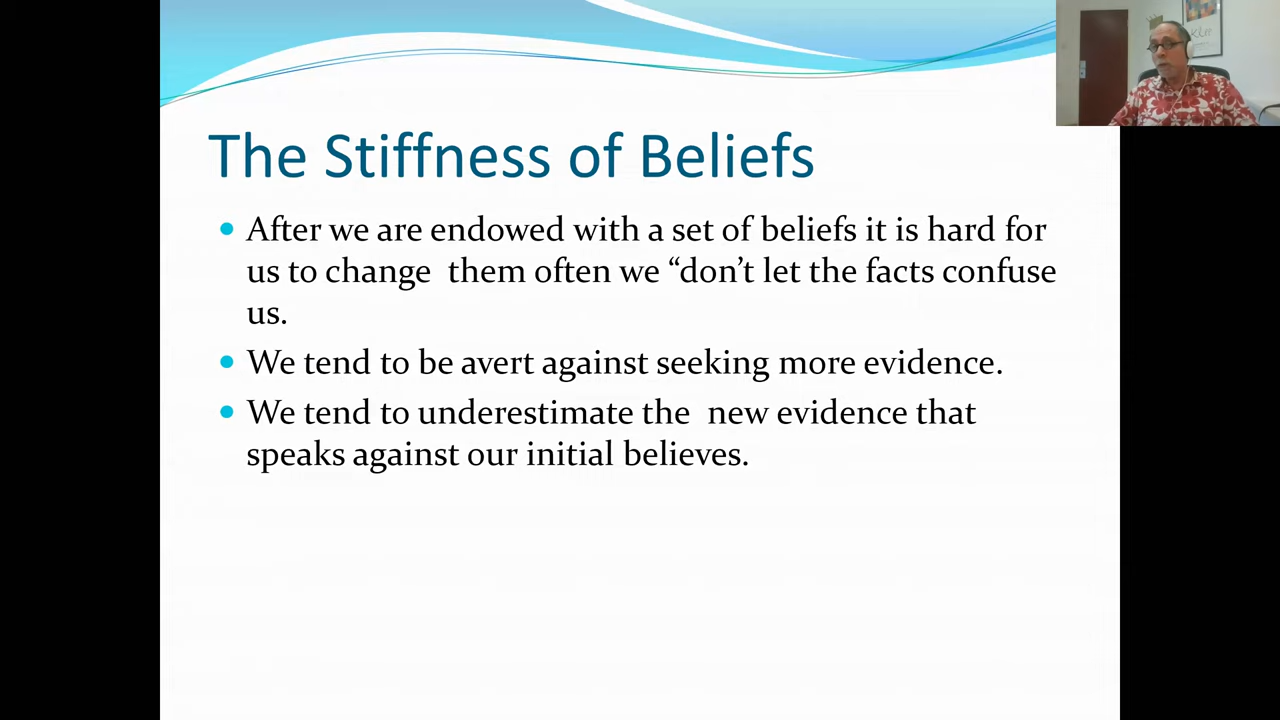 The Stiffness of Beliefs
After we are endowed with a set of beliefs it is hard for
us to change  them often we “don’t let the facts confuse
us.
We tend to be avert against seeking more evidence.
We tend to underestimate the  new evidence that
speaks against our initial believes.